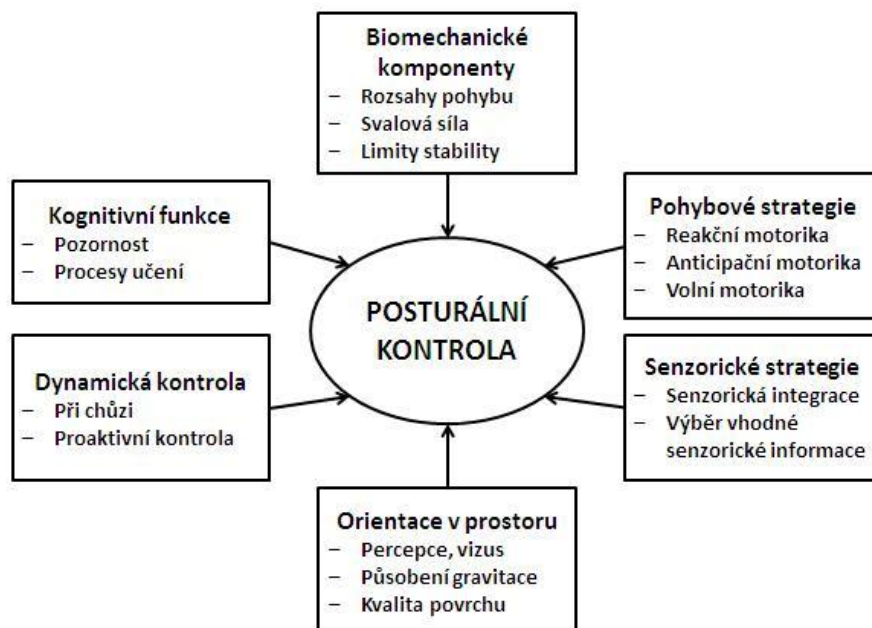 Biomechanické
komponenty
– Rozsahy pohybu
– Svalová síla
– Limity stability
Kognitivní funkce
– Pozornost
– Procesy učení
Pohybové strategie
– Reakční motorika
– Anticipační motorika
– Volní motorika
POSTURÁLNÍ
KONTROLA
Dynamická kontrola
– Při chůzi
– Proaktivní kontrola
Senzorické strategie
– Senzorická integrace
– Výběr vhodné
senzorické informace
Orientace v prostoru
– Percepce, vizus
– Působení gravitace
– Kvalita povrchu